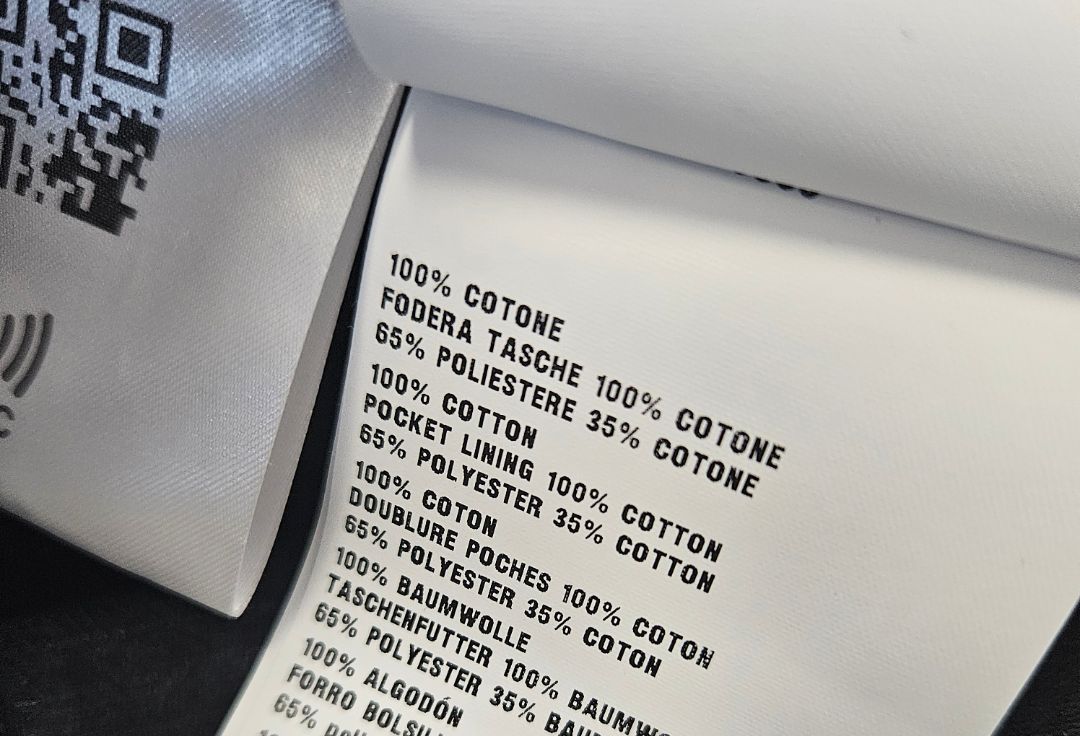 100% COTONE
FODERA TASCHE 100% COTONE
65% POLIESTERE 35% COTONE
100% COTTON
POCKET LINING 100% COTTON
65% POLYESTER 35% COTTON
100% COTON
DOUBLURE POCHES 100% COTON
65% POLYESTER 35% COTON
100% BAUMWOLLE
TASCHENFUTTER 100%
65% POLYESTER 35%
100% ALGODÓN
FORRO
65%